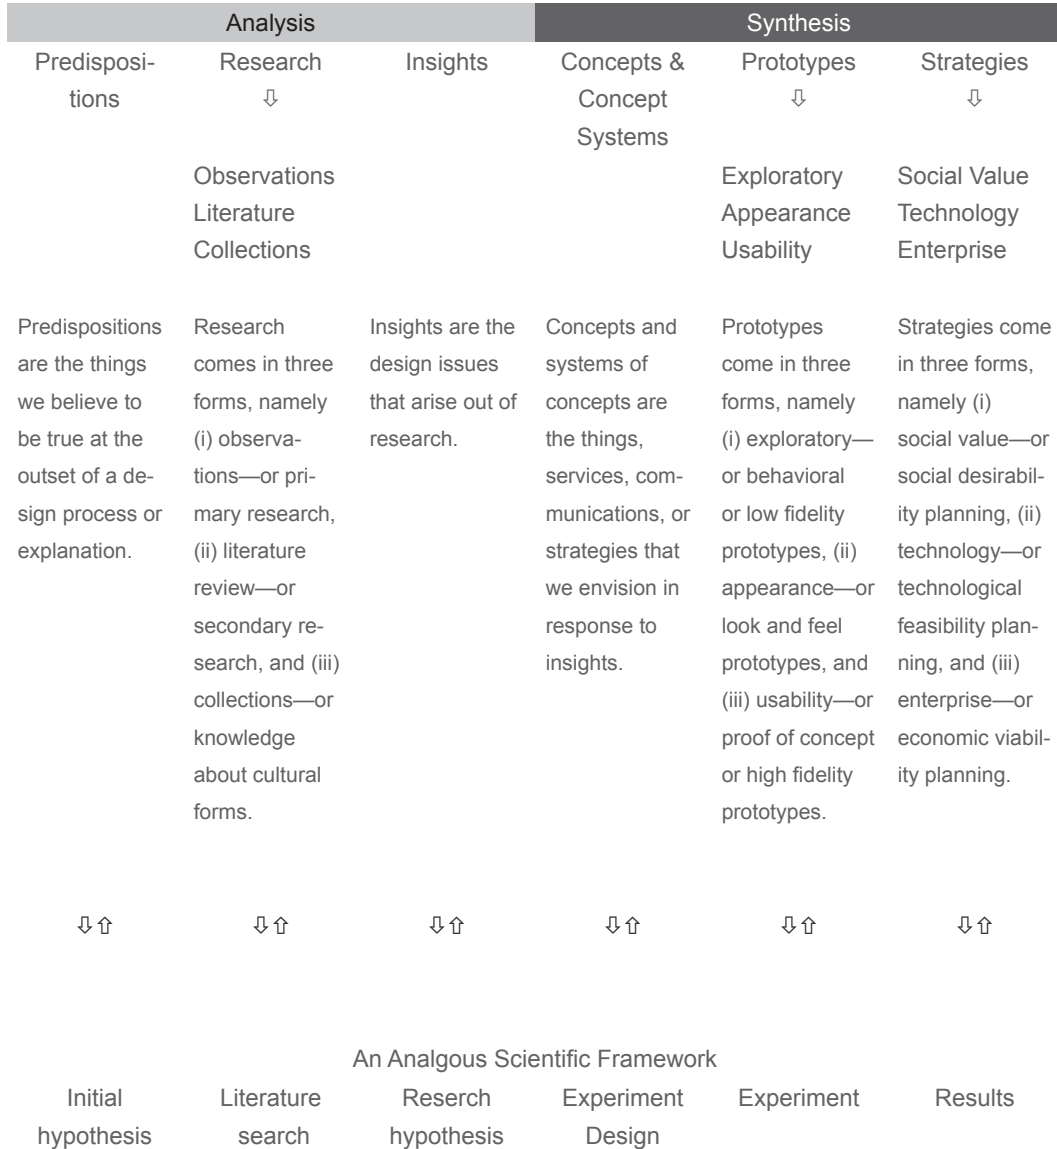 Analysis
Synthesis
Predisposi-
tions
Research
⇩
Insights
Concepts &
Concept
Systems
Prototypes
⇩
Strategies
⇩
Observations
Literature
Collections
Exploratory
Appearance
Usability
Social Value
Technology
Enterprise
Predispositions
are the things
we believe to
be true at the
outset of a de-
sign process or
explanation.
Research
comes in three
forms, namely
(i) observa-
tions—or pri-
mary research,
(ii) literature
review—or
secondary re-
search, and (iii)
collections—or
knowledge
about cultural
forms.
Insights are the
design issues
that arise out of
research.
Concepts and
systems of
concepts are
the things,
services, com-
munications, or
strategies that
we envision in
response to
insights.
Prototypes
come in three
forms, namely
(i) exploratory—
or behavioral
or low fidelity
prototypes, (ii)
appearance—or
look and feel
prototypes, and
(iii) usability—or
proof of concept
or high fidelity
prototypes.
Strategies come
in three forms,
namely (i)
social value—or
social desirabil-
ity planning, (ii)
technology—or
technological
feasibility plan-
ning, and (iii)
enterprise—or
economic viabil-
ity planning.
⇩⇧ ⇩⇧ ⇩⇧ ⇩⇧ ⇩⇧ ⇩⇧
An Analgous Scientific Framework
Initial
hypothesis
Literature
search
Reserch
hypothesis
Experiment
Design
Experiment
Results